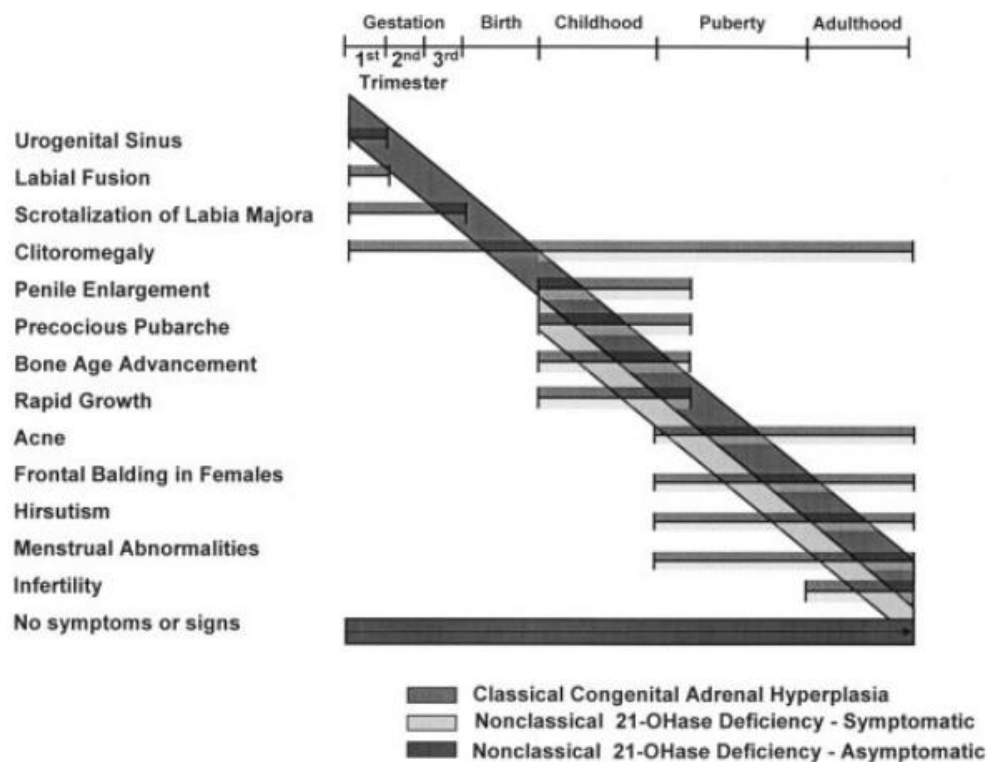 Gestation Birth Childhood Puberty Adulthood
1st 2nd 3rd
Trimester
Urogenital Sinus
Labial Fusion
Scrotalization of Labia Majora
Clitoromegaly
Penile Enlargement
Precocious Pubarche
Bone Age Advancement
Rapid Growth
Acne
Frontal Balding in Females
Hirsutism
Menstrual Abnormalities
Infertility
No symptoms or signs
Classical Congenital Adrenal Hyperplasia
Nonclassical 21-OHase Deficiency - Symptomatic
Nonclassical 21-OHase Deficiency - Asymptomatic